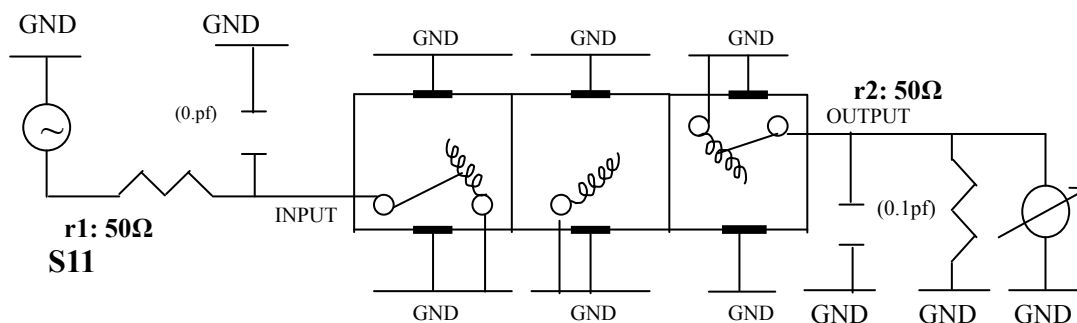 GND
GND
GND
GND
r2: 50Ω
OUTPUT
(0.pf)
~
INPUT
r1: 50Ω
S11
(0.1pf)
GND
GND
GND
GND
GND
GND